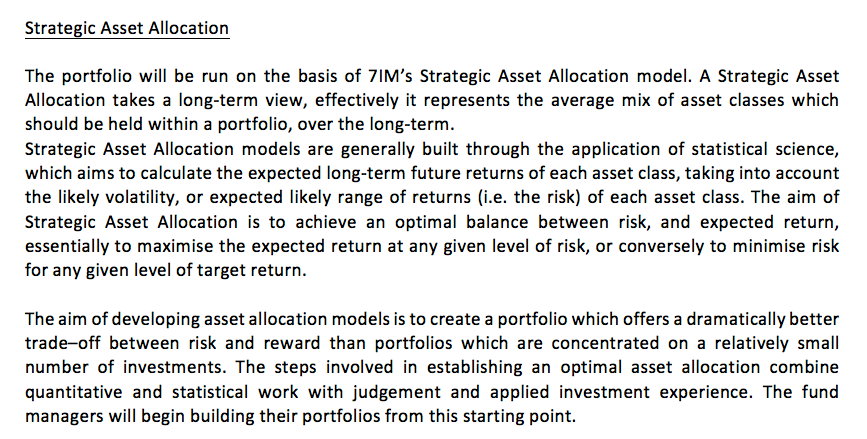 Strategic Asset Allocation
The portfolio will be run on the basis of 7IM’s Strategic Asset Allocation model. A Strategic Asset
Allocation takes a long-term view, effectively it represents the average mix of asset classes which
should be held within a portfolio, over the long-term.
Strategic Asset Allocation models are generally built through the application of statistical science,
which aims to calculate the expected long-term future returns of each asset class, taking into account
the likely volatility, or expected likely range of returns (i.e. the risk) of each asset class. The aim of
Strategic Asset Allocation is to achieve an optimal balance between risk, and expected return,
essentially to maximise the expected return at any given level of risk, or conversely to minimise risk
for any given level of target return.
The aim of developing asset allocation models is to create a portfolio which offers a dramatically better
trade–off between risk and reward than portfolios which are concentrated on a relatively small
number of investments. The steps involved in establishing an optimal asset allocation combine
quantitative and statistical work with judgement and applied investment experience. The fund
managers will begin building their portfolios from this starting point.